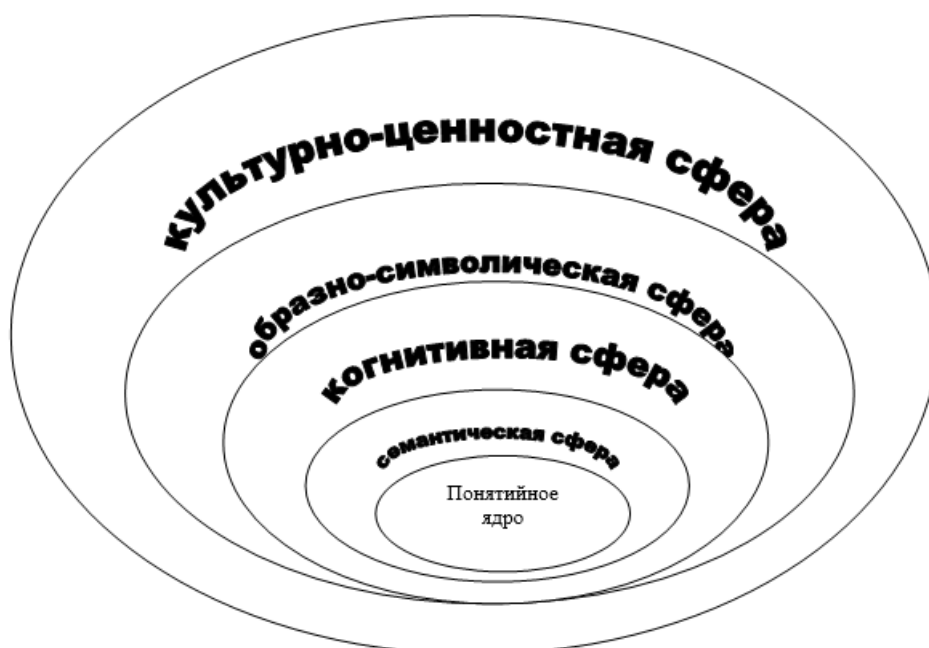 культурно-ценностная сфера
образно-символическая сфера
когнитивная сфера
семантическая сфера
Понятийное
ядро